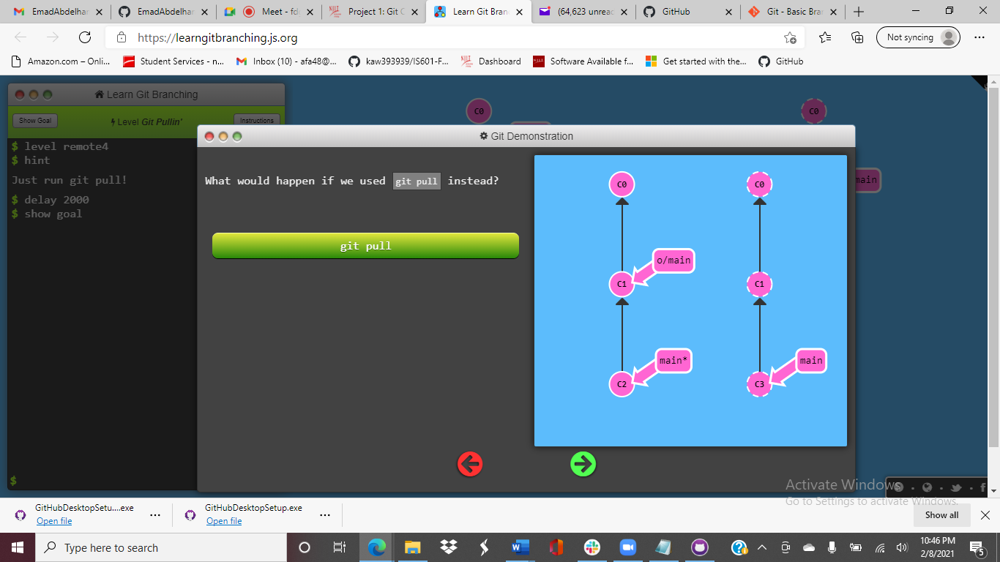 EmadAbdelhar
EmadAbdelhar
Meet - fdg
Project 1: Git C
Learn Git Bran
(64,623 unread
GitHub
Git - Basic Bran
https://learngitbranching.js.org
Not syncing
Amazon.com – Onli...
Student Services - n...
Inbox (10) - afa48@...
kaw393939/IS601-F...
Dashboard
Software Available f...
Get started with the...
GitHub
Learn Git Branching
Show Goal
Level Git Pullin'
Instructions
$ level remote4
$ hint
Just run git pull!
$ delay 2000
$ show goal
$
C0
C0
main
Git Demonstration
What would happen if we used git pull instead?
git pull
C0
C0
o/main
C1
C1
main*
main
C2
C3
Activate Windows
Go to Settings to activate Windows.
GitHubDesktopSetu....exe
Open file
GitHubDesktopSetup.exe
Open file
Show all
Type here to search
10:46 PM
2/8/2021
5